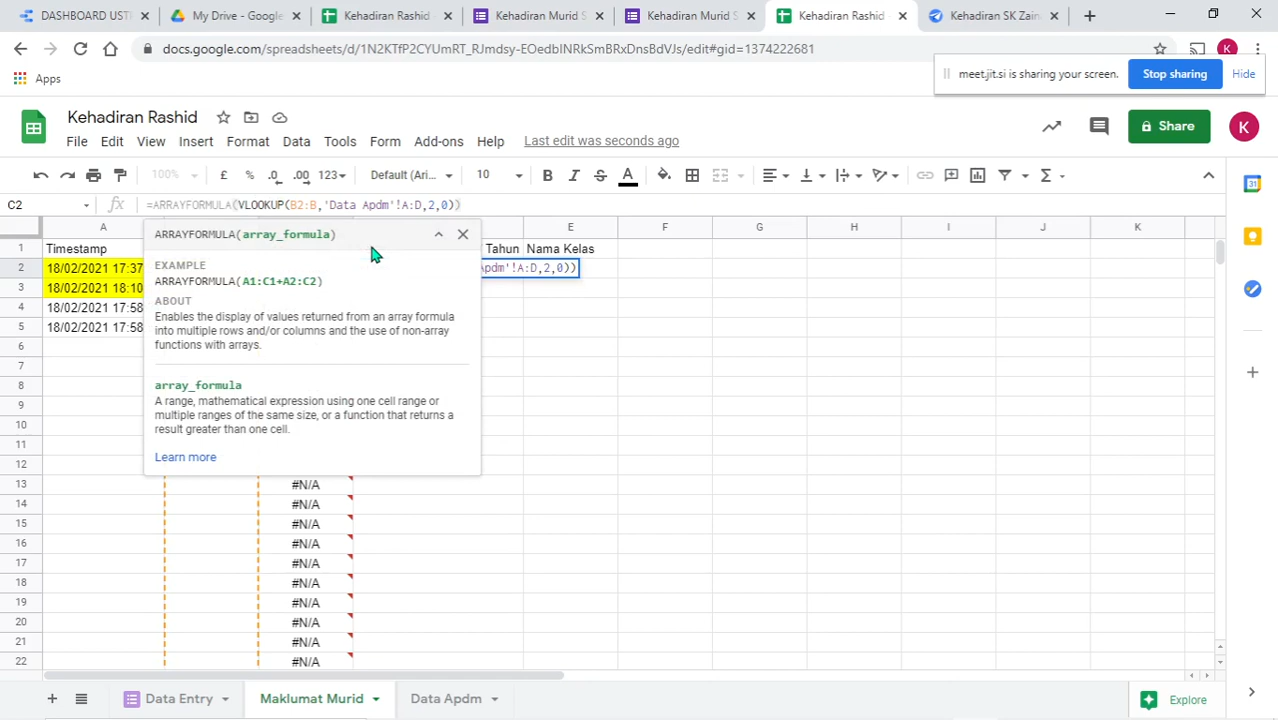 DASHBOARD UST
My Drive - Google
Kehadiran Rashid -
Kehadiran Murid S
Kehadiran Murid S
Kehadiran Rashid -
Kehadiran SK Zain
docs.google.com/spreadsheets/d/1N2KTfP2CYUmRT_RJmdsy-EOedbINRkSmBRxDnsBdVJs/edit#gid=1374222681
K
Apps
meet.jit.si is sharing your screen.
Stop sharing
Hide
Kehadiran Rashid
File Edit View Insert Format Data Tools Form Add-ons Help Last edit was seconds ago
Share
K
100% £ % .0 .00 123 Default (Ari... 10 B I S A Σ
C2 fx =ARRAYFORMULA(VLOOKUP(B2:B,'Data Apdm'!A:D,2,0))
A E F G H I J K
ARRAYFORMULA(array_formula)
1 Timestamp Tahun Nama Kelas
2 18/02/2021 17:37 Apdm'!A:D,2,0))
EXAMPLE
ARRAYFORMULA(A1:C1+A2:C2)
3 18/02/2021 18:10
ABOUT
4 18/02/2021 17:58
Enables the display of values returned from an array formula
into multiple rows and/or columns and the use of non-array
functions with arrays.
5 18/02/2021 17:58
6
7
8
array_formula
A range, mathematical expression using one cell range or
multiple ranges of the same size, or a function that returns a
result greater than one cell.
9
10
11
Learn more
12
13 #N/A
14 #N/A
15 #N/A
16 #N/A
17 #N/A
18 #N/A
19 #N/A
20 #N/A
21 #N/A
22 #N/A
Data Entry Maklumat Murid Data Apdm Explore